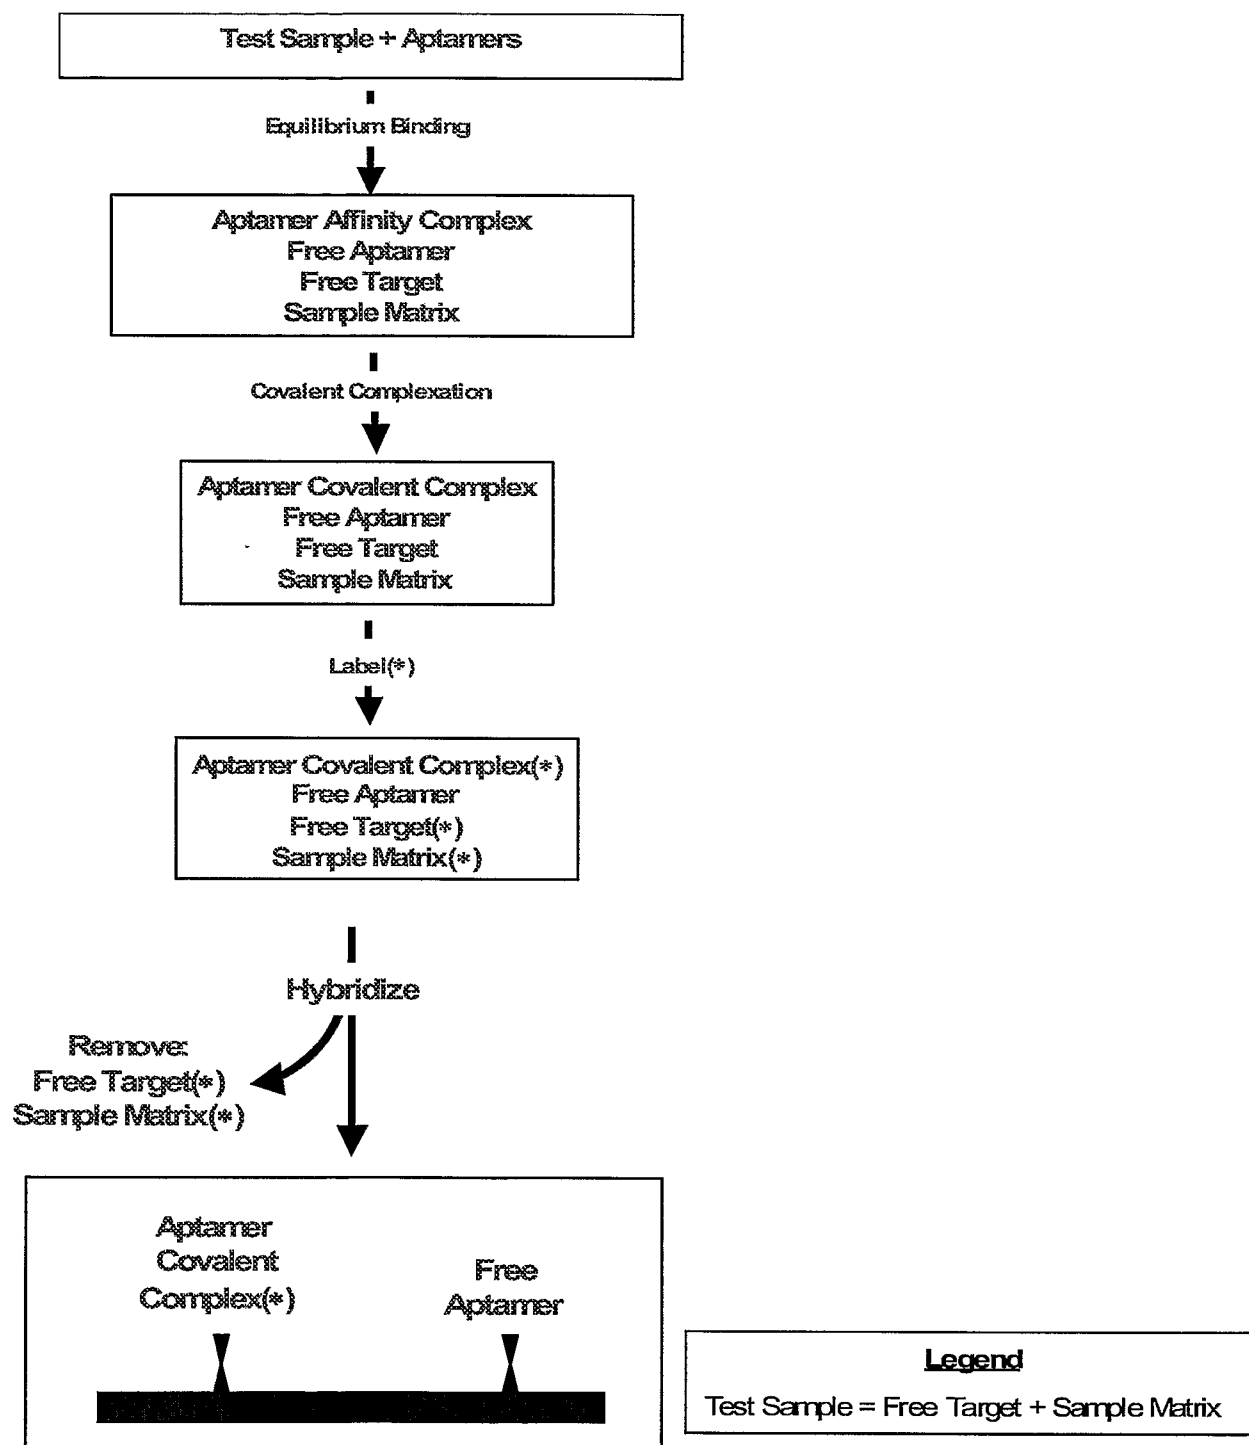 Test Sample + Aptamers
Equilibrium Binding
Aptamer Affinity Complex
Free Aptamer
Free Target
Sample Matrix
Covalent Complexation
Aptamer Covalent Complex
Free Aptamer
Free Target
Sample Matrix
Label(*)
Aptamer Covalent Complex(*)
Free Aptamer
Free Target(*)
Sample Matrix(*)
Hybridize
Remove:
Free Target(*)
Sample Matrix(*)
Aptamer
Covalent
Complex(*)
Free
Aptamer
Legend
Test Sample = Free Target + Sample Matrix